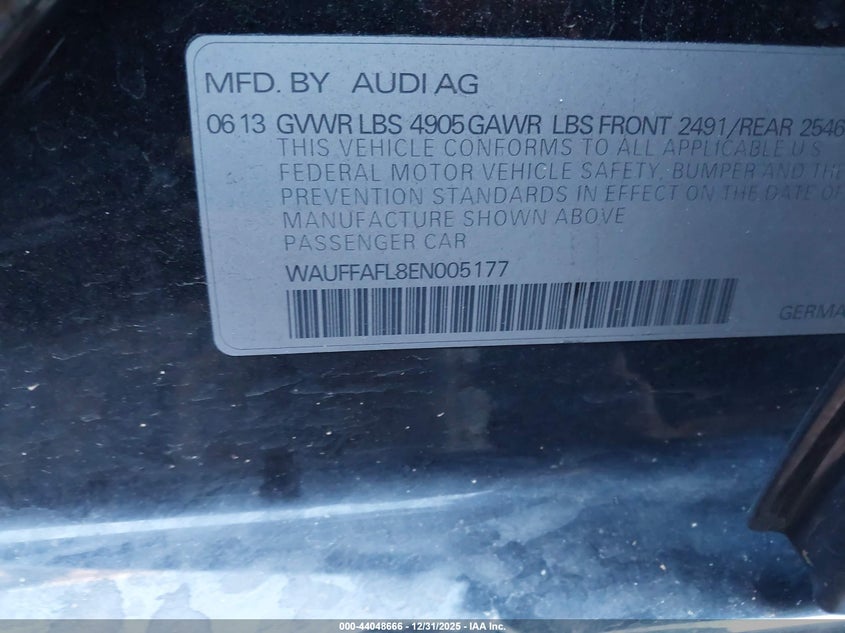 MFD. BY AUDI AG
06 13 GVWR LBS 4905 GAWR LBS FRONT 2491/REAR 2546
THIS VEHICLE CONFORMS TO ALL APPLICABLE U S
FEDERAL MOTOR VEHICLE SAFETY, BUMPER AND THE
PREVENTION STANDARDS IN EFFECT ON THE DATE OF
MANUFACTURE SHOWN ABOVE
PASSENGER CAR
WAUFFAFL8EN005177
GERMA
000-44048666 - 12/31/2025 - IAA Inc.